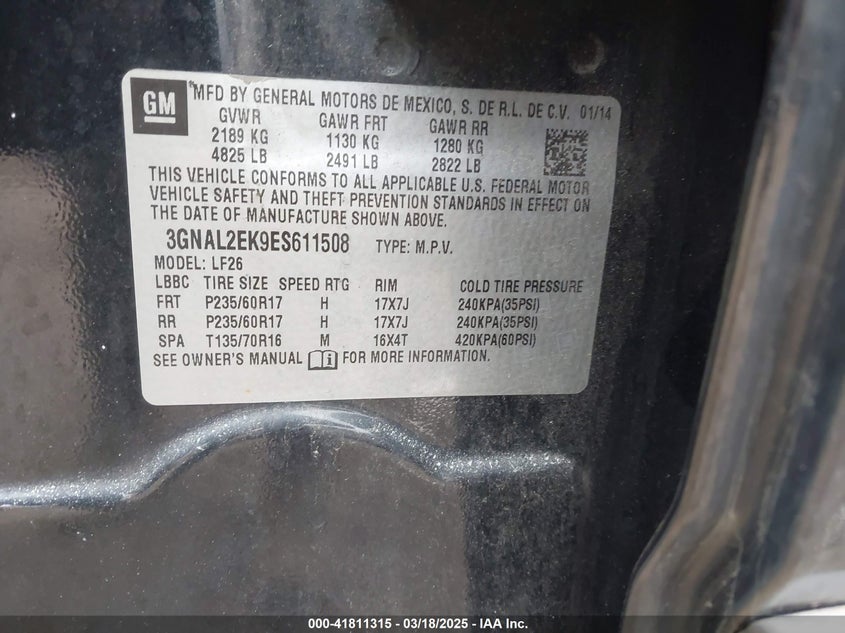 GM
MFD BY GENERAL MOTORS DE MEXICO, S. DE R.L. DE C.V. 01/14
GVWR GAWR FRT GAWR RR
2189 KG 1130 KG 1280 KG
4825 LB 2491 LB 2822 LB
THIS VEHICLE CONFORMS TO ALL APPLICABLE U.S. FEDERAL MOTOR
VEHICLE SAFETY AND THEFT PREVENTION STANDARDS IN EFFECT ON
THE DATE OF MANUFACTURE SHOWN ABOVE.
3GNAL2EK9ES611508 TYPE: M.P.V.
MODEL: LF26
LBBC TIRE SIZE SPEED RTG RIM COLD TIRE PRESSURE
FRT P235/60R17 H 17X7J 240KPA(35PSI)
RR P235/60R17 H 17X7J 240KPA(35PSI)
SPA T135/70R16 M 16X4T 420KPA(60PSI)
SEE OWNER'S MANUAL i FOR MORE INFORMATION.
000-41811315 - 03/18/2025 - IAAI.COM